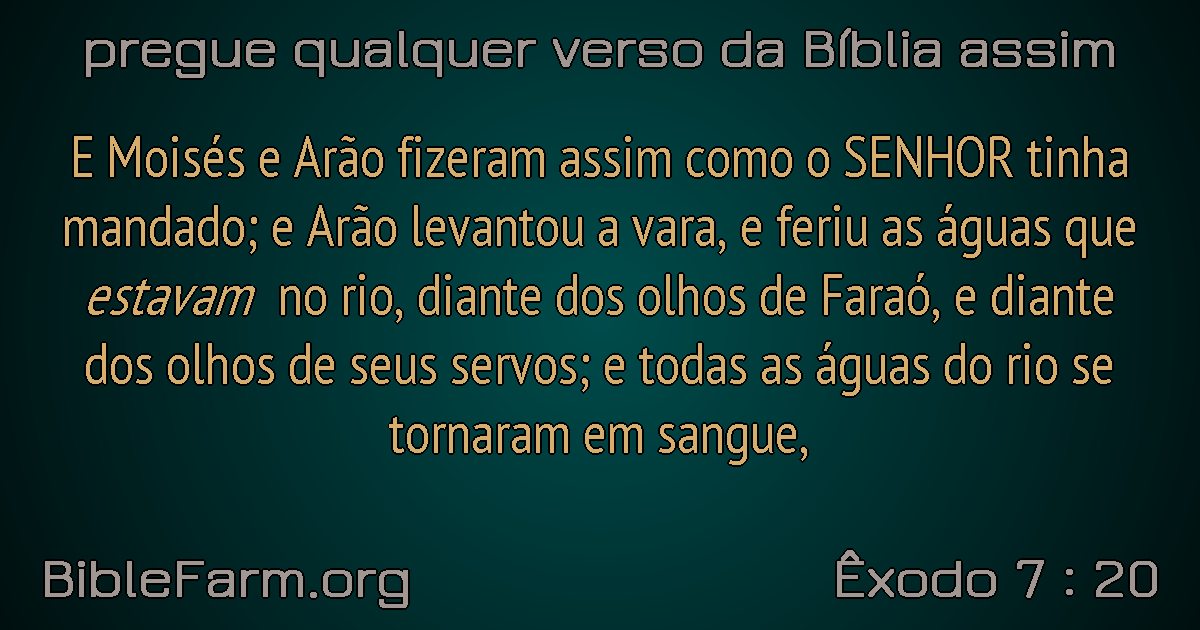 pregue qualquer verso da Bíblia assim
E Moisés e Arão fizeram assim como o SENHOR tinha
mandado; e Arão levantou a vara, e feriu as águas que
estavam no rio, diante dos olhos de Faraó, e diante
dos olhos de seus servos; e todas as águas do rio se
tornaram em sangue,
BibleFarm.org
Êxodo 7 : 20